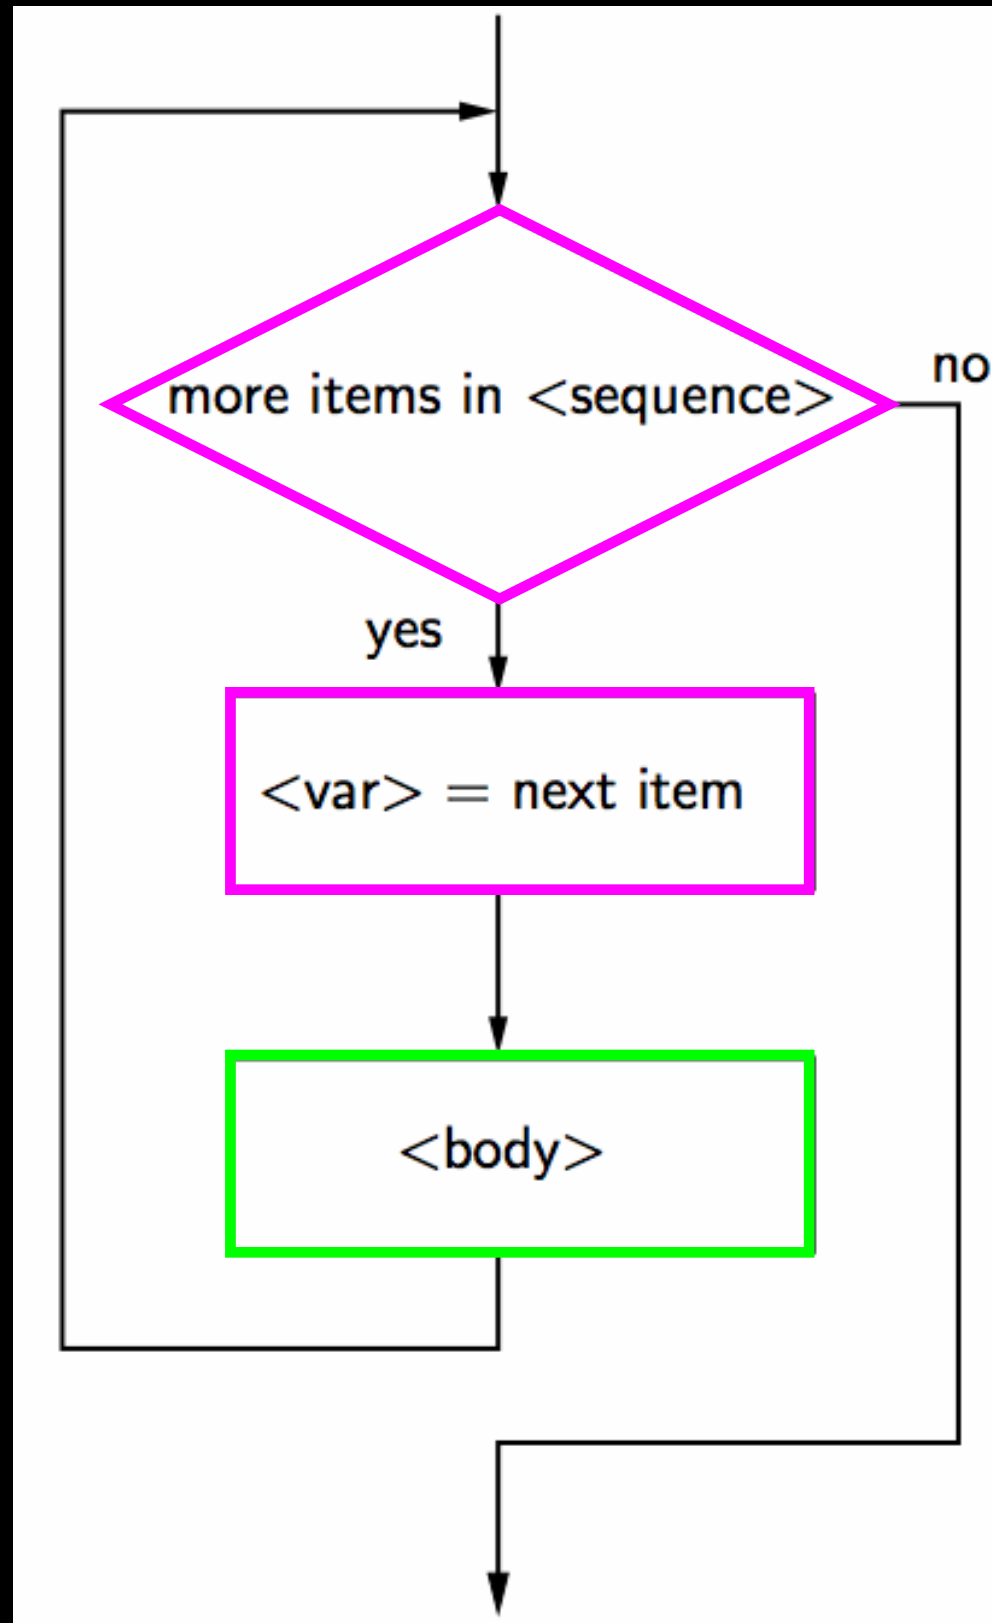 more items in <sequence>
no
yes
<var> = next item
<body>